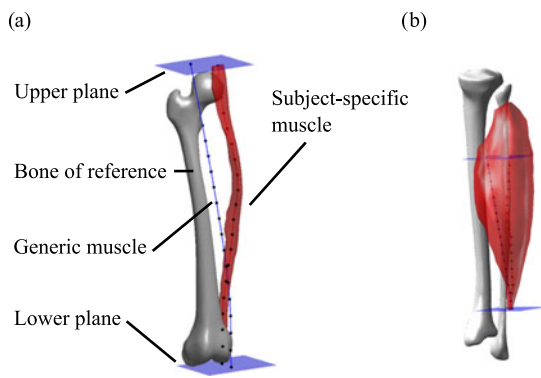 (a)
Upper plane
Bone of reference
Generic muscle
Lower plane
Subject-specific
muscle
(b)